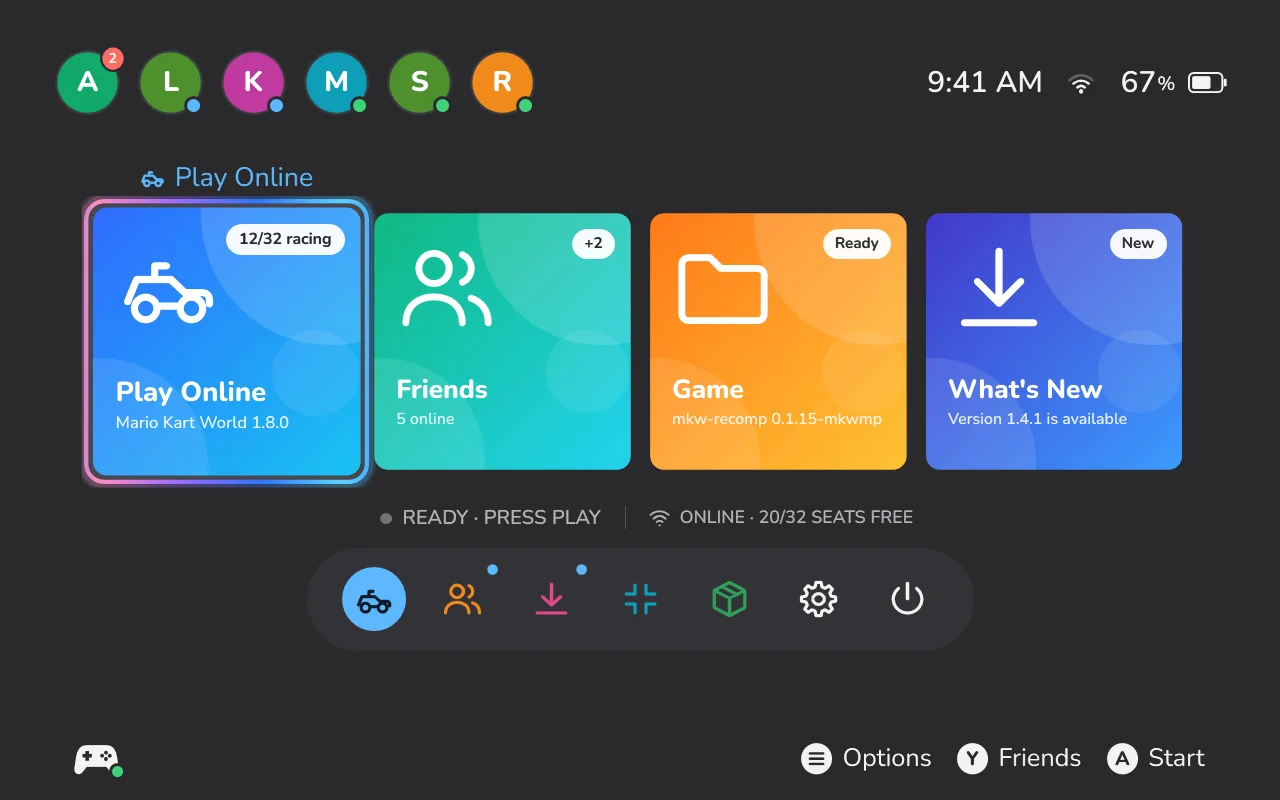 A 2 L K M S R
9:41 AM 67%
Play Online
12/32 racing
Play Online
Mario Kart World 1.8.0
+2
Friends
5 online
Ready
Game
mkw-recomp 0.1.15-mkwmp
New
What's New
Version 1.4.1 is available
READY · PRESS PLAY
ONLINE · 20/32 SEATS FREE
Options Y Friends A Start